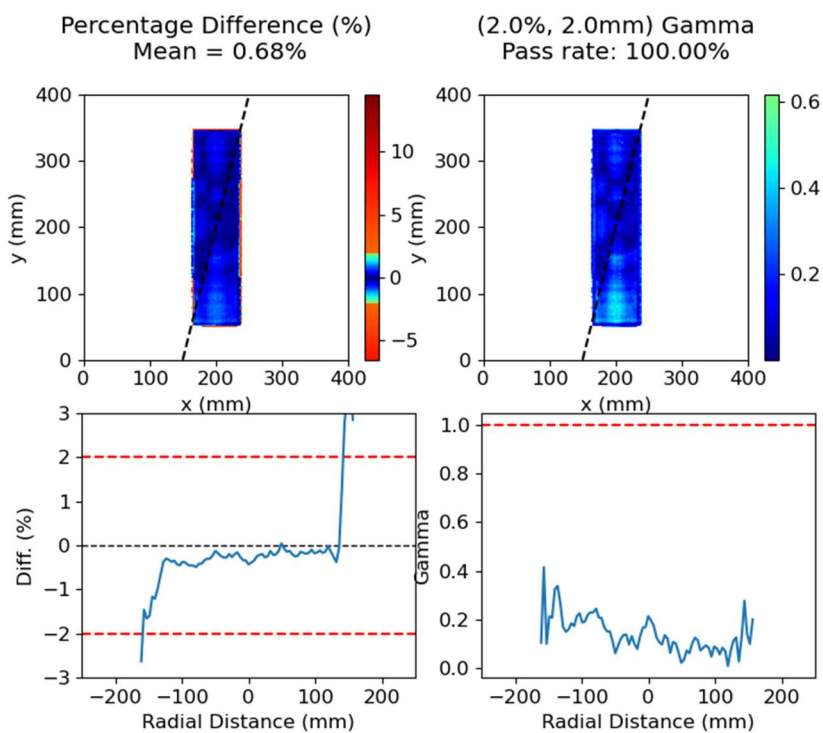 Percentage Difference (%)
Mean = 0.68%
(2.0%, 2.0mm) Gamma
Pass rate: 100.00%
400
300
200
100
0
y (mm)
0 100 200 300 400
x (mm)
10
5
0
−5
400
300
200
100
0
y (mm)
0 100 200 300 400
x (mm)
0.6
0.4
0.2
3
2
1
0
−1
−2
−3
Diff. (%)
−200 −100 0 100 200
Radial Distance (mm)
1.0
0.8
0.6
0.4
0.2
0.0
Gamma
−200 −100 0 100 200
Radial Distance (mm)